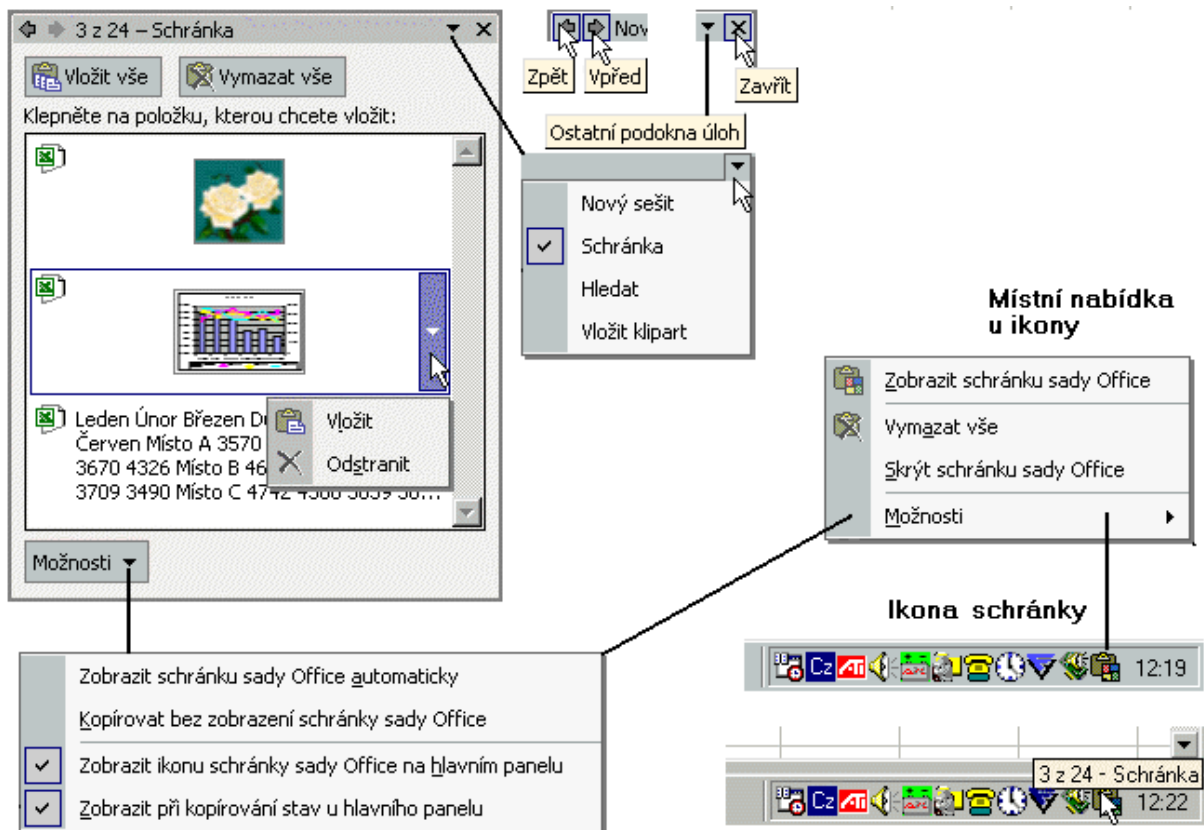 3 z 24 – Schránka
Vložit vše
Vymazat vše
Klepněte na položku, kterou chcete vložit:
Leden Únor Březen
Červen Místo A 3570
3670 4326 Místo B 46
3709 3490 Místo C 4742
Vložit
Odstranit
Možnosti
Zobrazit schránku sady Office automaticky
Kopírovat bez zobrazení schránky sady Office
Zobrazit ikonu schránky sady Office na hlavním panelu
Zobrazit při kopírování stav u hlavního panelu
Nov
Zpět
Vpřed
Zavřít
Ostatní podokna úloh
Nový sešit
Schránka
Hledat
Vložit klipart
Místní nabídka
u ikony
Zobrazit schránku sady Office
Vymazat vše
Skrýt schránku sady Office
Možnosti
Ikona schránky
Cz ATI 12:19
3 z 24 - Schránka
Cz ATI 12:22